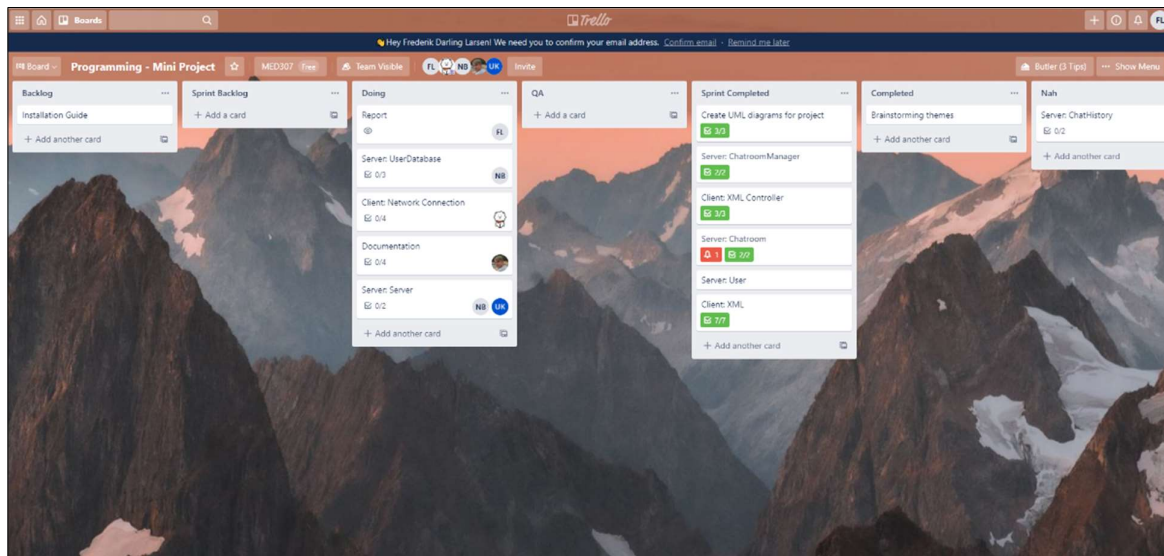 Boards
Trello
FL
👋 Hey Frederik Darling Larsen! We need you to confirm your email address. Confirm email · Remind me later
Board
Programming - Mini Project
MED307 Free
Team Visible
FL NB UK
Invite
Butler (3 Tips)
··· Show Menu
Backlog ···
Installation Guide
+ Add another card
Sprint Backlog
+ Add a card
Doing ···
Report
FL
Server: UserDatabase
0/3
NB
Client: Network Connection
0/4
Documentation
0/4
Server: Server
0/2
NB UK
+ Add another card
QA ···
+ Add a card
Sprint Completed ···
Create UML diagrams for project
3/3
Server: ChatroomManager
2/2
Client: XML Controller
3/3
Server: Chatroom
1 2/2
Server: User
Client: XML
7/7
+ Add another card
Completed ···
Brainstorming themes
+ Add another card
Nah
Server: ChatHistory
0/2
+ Add another card